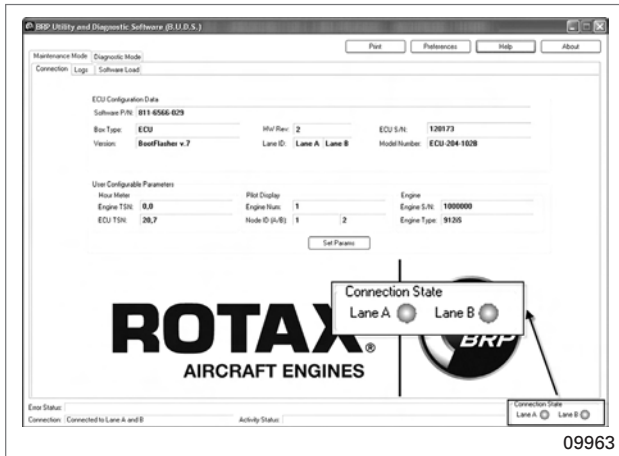 BRP Utility and Diagnostic Software (B.U.D.S.)
Print Preferences Help About
Maintenance Mode Diagnostic Mode
Connection Logs Software Load
ECU Configuration Data
Software P/N: 811-6566-029
Box Type: ECU HW Rev: 2 ECU S/N: 120173
Version: BootFlasher v.7 Lane ID: Lane A Lane B Model Number: ECU-204-102B
User Configurable Parameters
Hour Meter Pilot Display Engine
Engine TSN: 0,0 Engine Num: 1 Engine S/N: 1000000
ECU TSN: 20,7 Node ID (A/B): 1 2 Engine Type: 912iS
Set Params
Connection State
Lane A Lane B
ROTAX®
BRP
AIRCRAFT ENGINES
Error Status:
Connection State
Connection: Connected to Lane A and B Activity Status: Lane A Lane B
09963